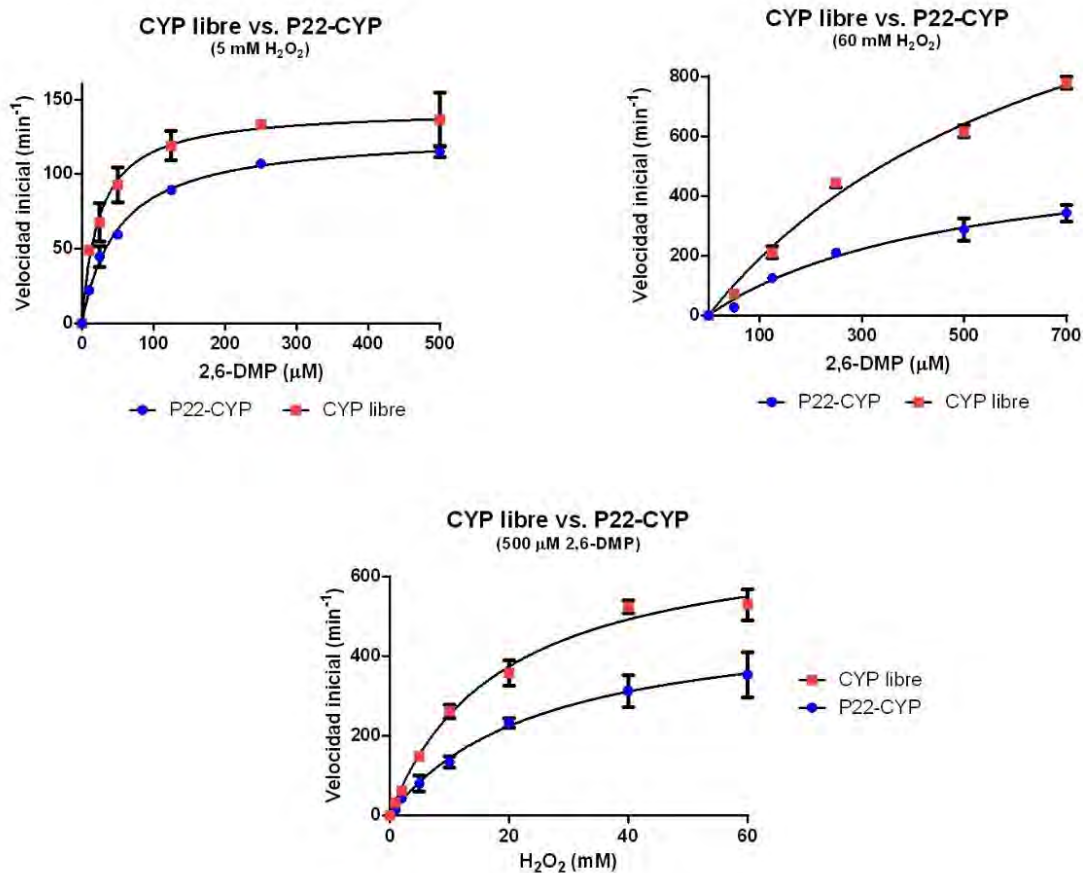 CYP libre vs. P22-CYP
(5 mM H₂O₂)
Velocidad inicial (min⁻¹)
150
100
50
0
0 100 200 300 400 500
2,6-DMP (μM)
P22-CYP CYP libre
CYP libre vs. P22-CYP
(60 mM H₂O₂)
Velocidad inicial (min⁻¹)
800
600
400
200
0
100 300 500 700
2,6-DMP (μM)
P22-CYP CYP libre
CYP libre vs. P22-CYP
(500 μM 2,6-DMP)
Velocidad inicial (min⁻¹)
600
400
200
0
0 20 40 60
H₂O₂ (mM)
CYP libre
P22-CYP